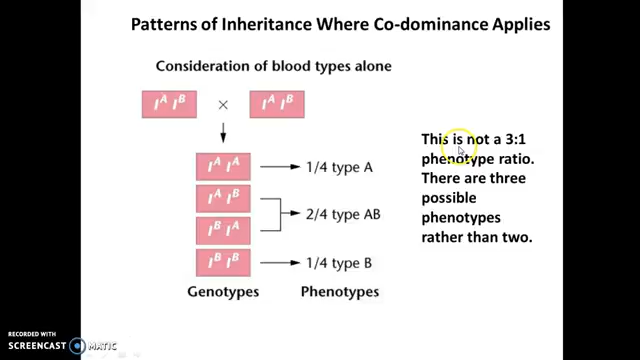 Patterns of Inheritance Where Co-dominance Applies
Consideration of blood types alone
I^A I^B × I^A I^B
I^A I^A 1/4 type A
I^A I^B
2/4 type AB
I^B I^A
I^B I^B 1/4 type B
Genotypes Phenotypes
This is not a 3:1
phenotype ratio.
There are three
possible
phenotypes
rather than two.
RECORDED WITH
SCREENCAST MATIC